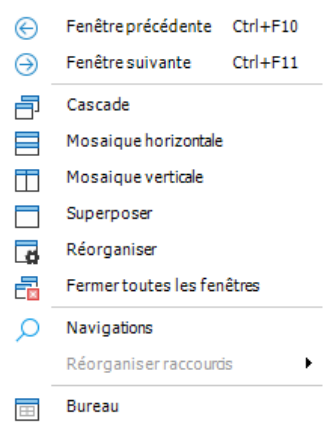 Fenêtre précédente Ctrl+F10
Fenêtre suivante Ctrl+F11
Cascade
Mosaique horizontale
Mosaique verticale
Superposer
Réorganiser
Fermer toutes les fenêtres
Navigations
Réorganiser raccourcis
Bureau